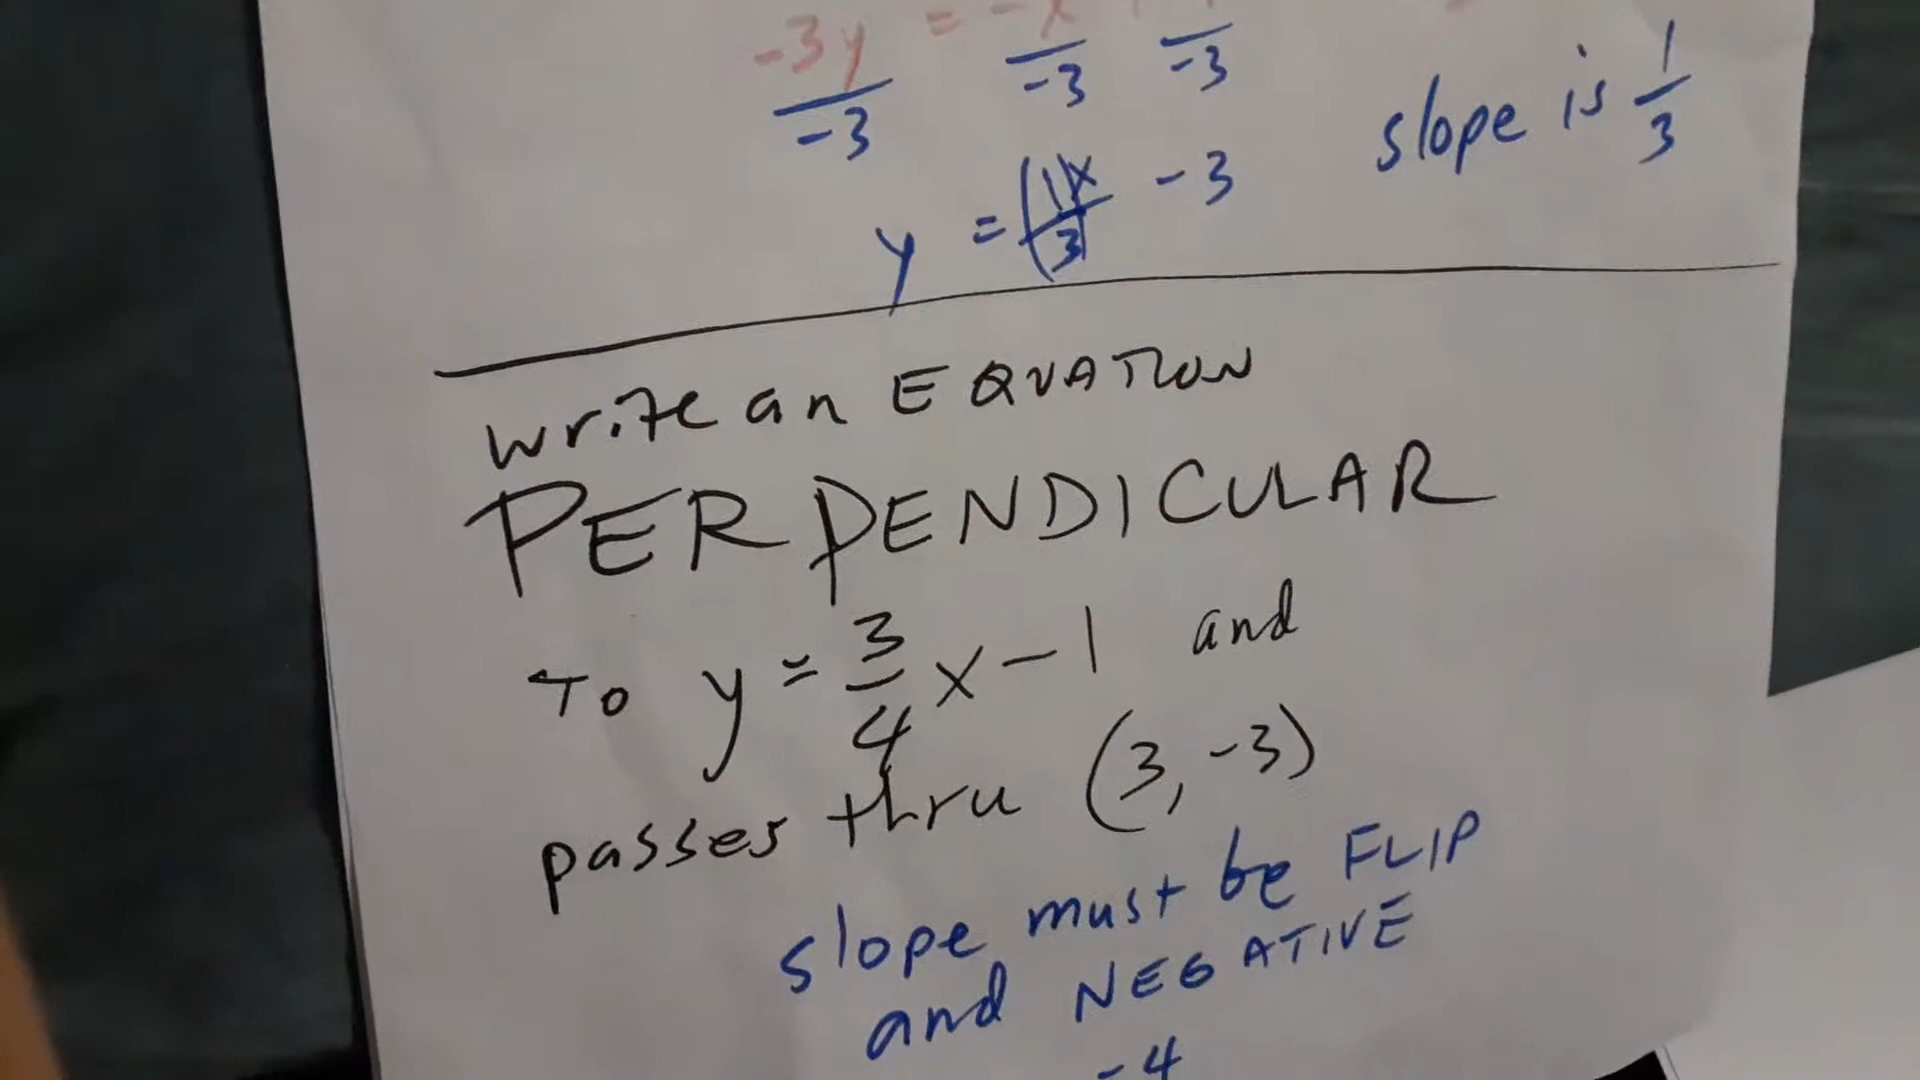 -3y = -x
-3 -3 -3
slope is 1/3
y = (1x/3) - 3
write an EQUATION
PERPENDICULAR
To y = 3/4 x - 1 and
passes thru (3, -3)
slope must be FLIP
and NEGATIVE
-4